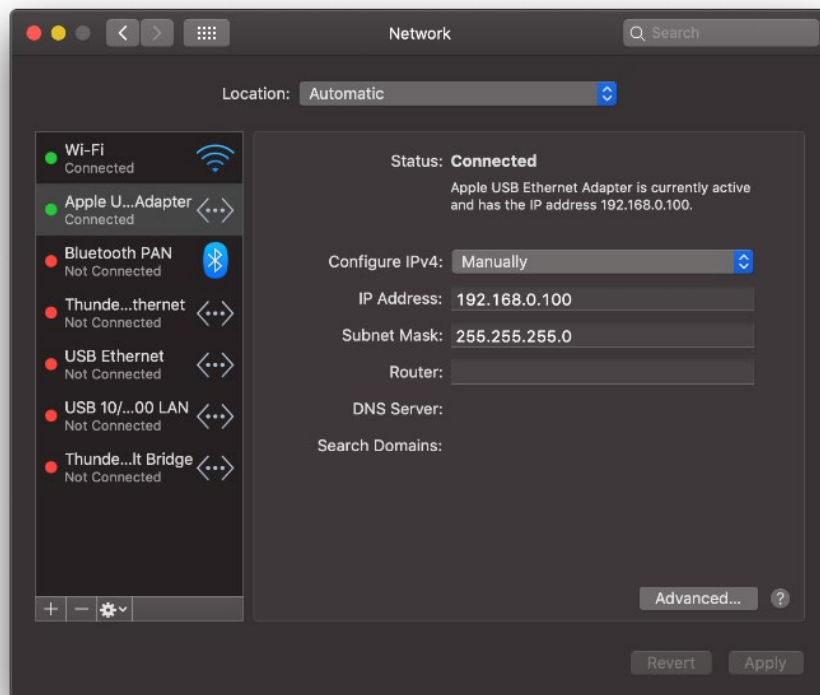 Network
Search
Location: Automatic
Wi-Fi
Connected
Apple U...Adapter
Connected
Bluetooth PAN
Not Connected
Thunde...thernet
Not Connected
USB Ethernet
Not Connected
USB 10/...00 LAN
Not Connected
Thunde...lt Bridge
Not Connected
Status: Connected
Apple USB Ethernet Adapter is currently active
and has the IP address 192.168.0.100.
Configure IPv4: Manually
IP Address: 192.168.0.100
Subnet Mask: 255.255.255.0
Router:
DNS Server:
Search Domains:
Advanced... ?
Revert Apply